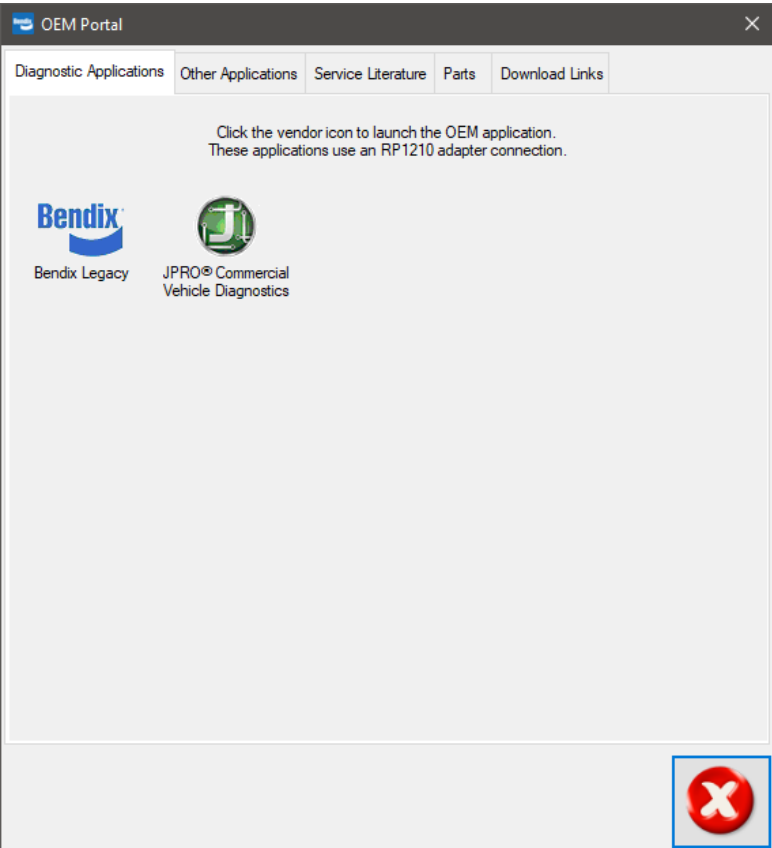 OEM Portal
Diagnostic Applications
Other Applications
Service Literature
Parts
Download Links
Click the vendor icon to launch the OEM application.
These applications use an RP1210 adapter connection.
Bendix
Bendix Legacy
JPRO® Commercial
Vehicle Diagnostics